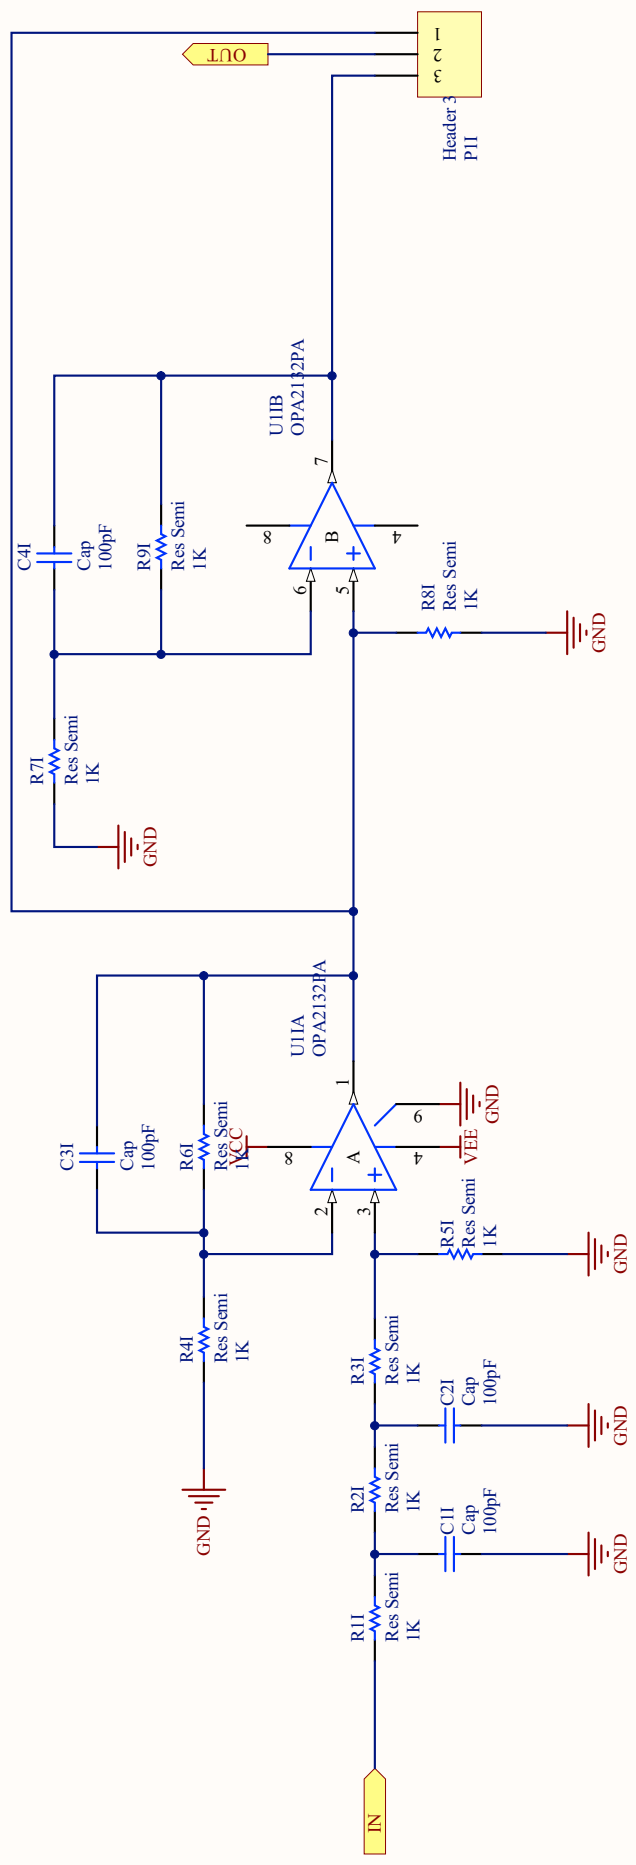 OUT
1
2
3
Header 3
P1I
C4I
Cap
100pF
R9I
Res Semi
1K
U1IB
OPA2132PA
7
8
B
4
6
5
R8I
Res Semi
1K
GND
R7I
Res Semi
1K
GND
C3I
Cap
100pF
R6I
Res Semi
1K
VCC
U1IA
OPA2132PA
1
8
A
4
9
GND
VEE
2
3
R5I
Res Semi
1K
GND
R4I
Res Semi
1K
GND
R3I
Res Semi
1K
C2I
Cap
100pF
GND
R2I
Res Semi
1K
C1I
Cap
100pF
GND
R1I
Res Semi
1K
IN